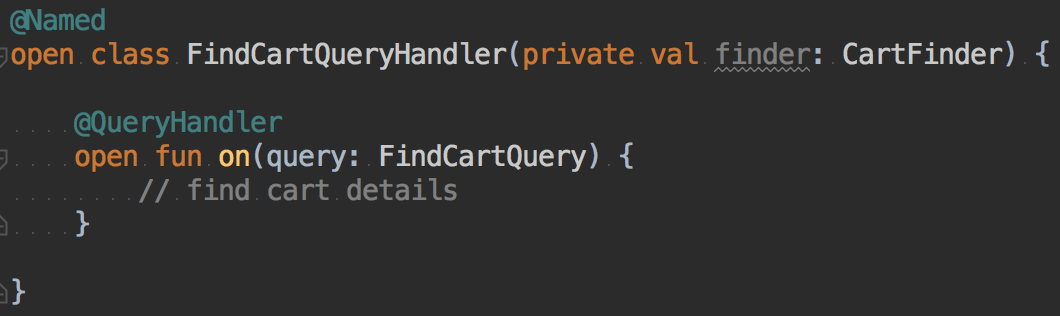 @Named
open class FindCartQueryHandler(private val finder: CartFinder) {
@QueryHandler
open fun on(query: FindCartQuery) {
// find cart details
}
}